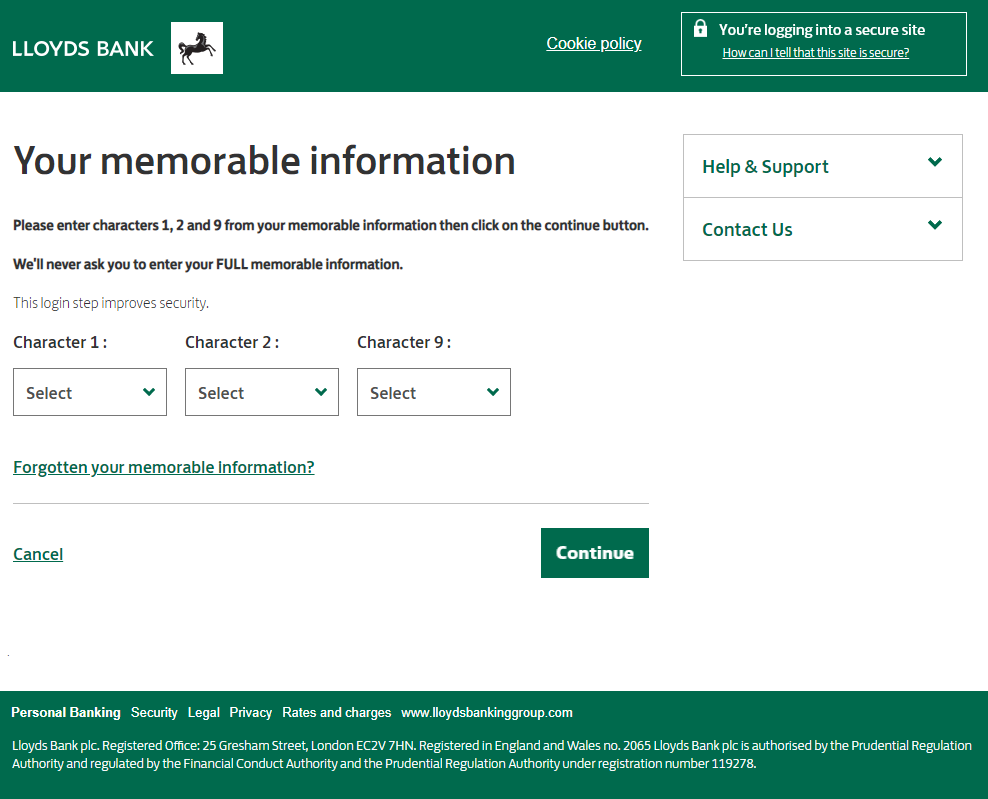 LLOYDS BANK
Cookie policy
You're logging into a secure site
How can I tell that this site is secure?
Your memorable information
Please enter characters 1, 2 and 9 from your memorable information then click on the continue button.
We'll never ask you to enter your FULL memorable information.
This login step improves security.
Character 1 : Character 2 : Character 9 :
Select Select Select
Forgotten your memorable information?
Cancel Continue
Help & Support
Contact Us
.
Personal Banking Security Legal Privacy Rates and charges www.lloydsbankinggroup.com
Lloyds Bank plc. Registered Office: 25 Gresham Street, London EC2V 7HN. Registered in England and Wales no. 2065 Lloyds Bank plc is authorised by the Prudential Regulation
Authority and regulated by the Financial Conduct Authority and the Prudential Regulation Authority under registration number 119278.